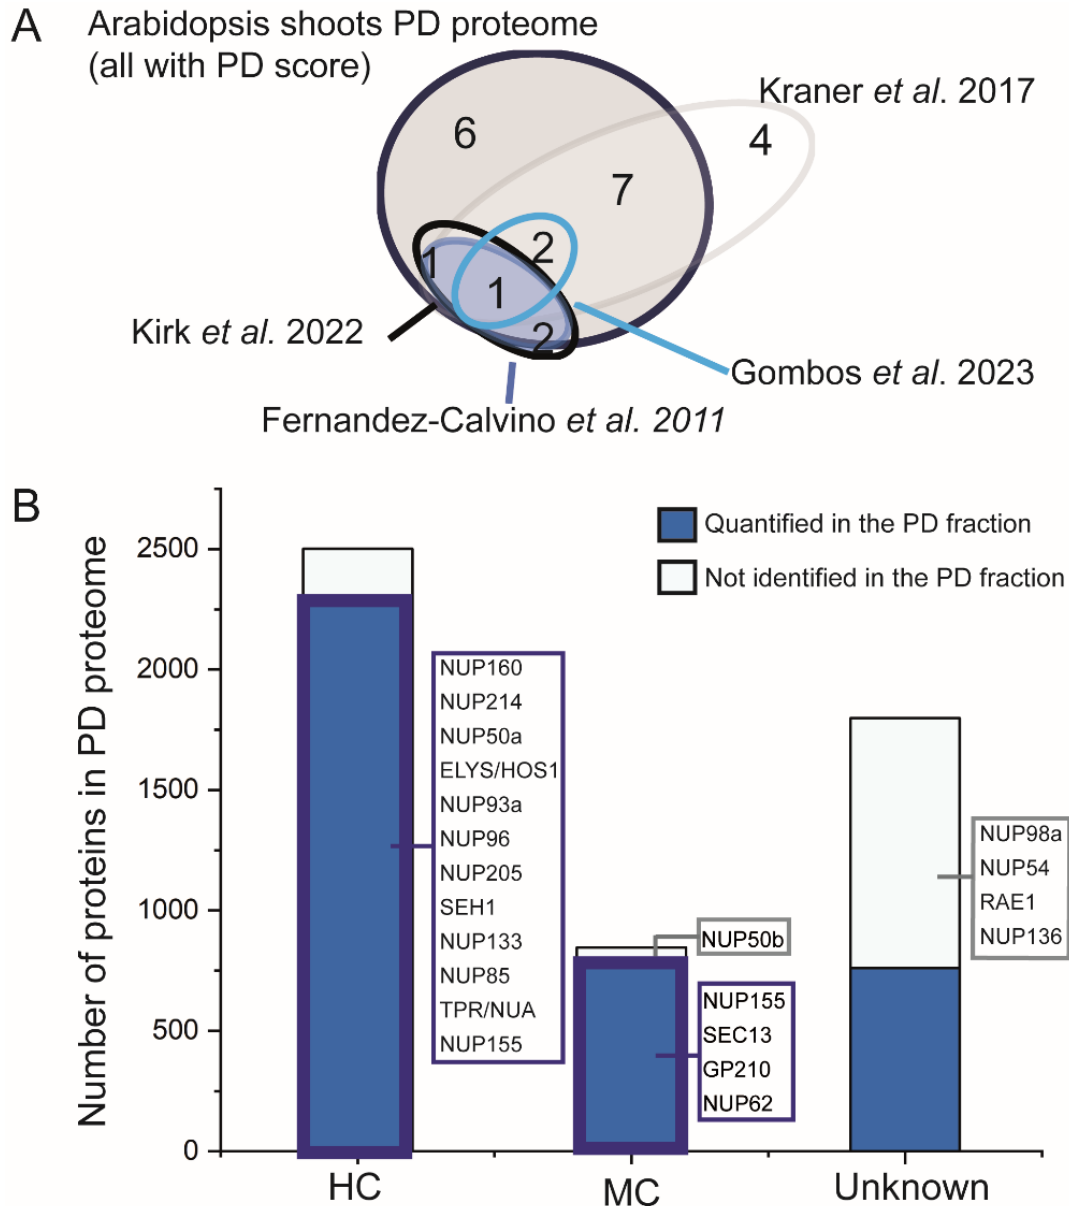 A
Arabidopsis shoots PD proteome
(all with PD score)
Kraner et al. 2017
6
4
7
2
1
1
2
Kirk et al. 2022
Gombos et al. 2023
Fernandez-Calvino et al. 2011
B
Number of proteins in PD proteome
2500
2000
1500
1000
500
0
Quantified in the PD fraction
Not identified in the PD fraction
NUP160
NUP214
NUP50a
ELYS/HOS1
NUP93a
NUP96
NUP205
SEH1
NUP133
NUP85
TPR/NUA
NUP155
NUP50b
NUP155
SEC13
GP210
NUP62
NUP98a
NUP54
RAE1
NUP136
HC
MC
Unknown